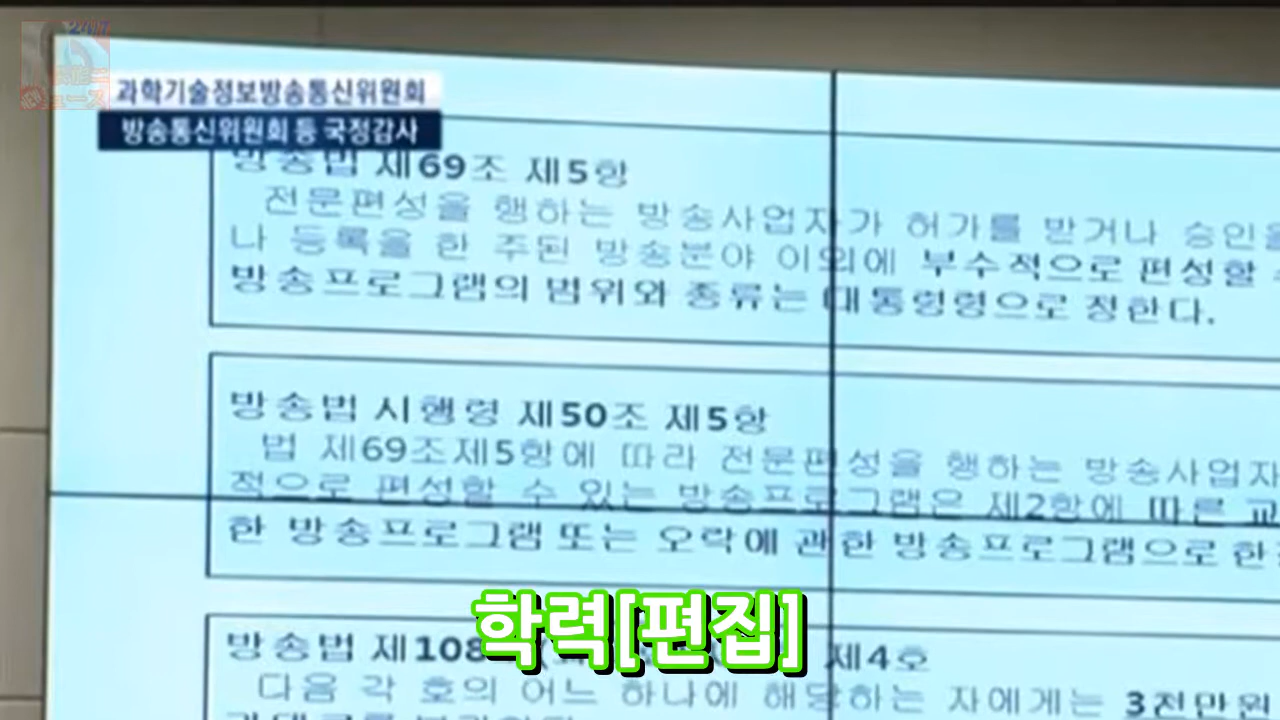 24/7
과학기술정보방송통신위원회
방송통신위원회 등 국정감사
방송법 제69조 제5항
전문편성을 행하는 방송사업자가 허가를 받거나 승인을
나 등록을 한 주된 방송분야 이외에 부수적으로 편성할
방송프로그램의 범위와 종류는 대통령령으로 정한다.
방송법 시행령 제50조 제5항
법 제69조제5항에 따라 전문편성을 행하는 방송사업자
적으로 편성할 수 있는 방송프로그램은 제2항에 따른 교
한 방송프로그램 또는 오락에 관한 방송프로그램으로 한
학력[편집]
방송법 제108 제4호
다음 각 호의 어느 하나에 해당하는 자에게는 3천만원